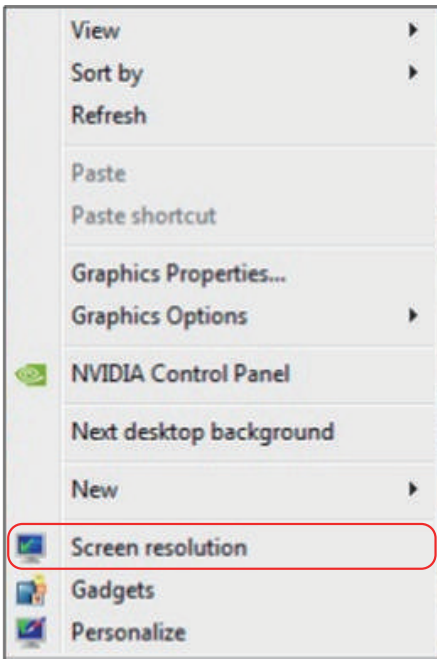 View
Sort by
Refresh
Paste
Paste shortcut
Graphics Properties...
Graphics Options
NVIDIA Control Panel
Next desktop background
New
Screen resolution
Gadgets
Personalize